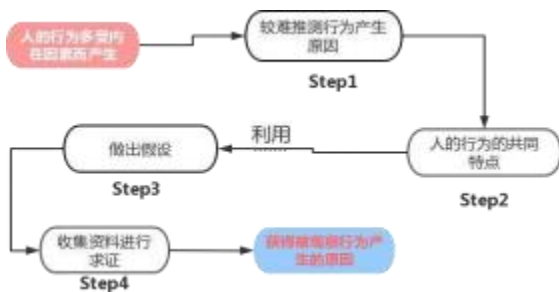 人的行为多受内
在因素而产生
较难推测行为产生
原因
Step1
人的行为的共同
特点
Step2
利用
做出假设
Step3
收集资料进行
求证
Step4
获得被观察行为产
生的原因